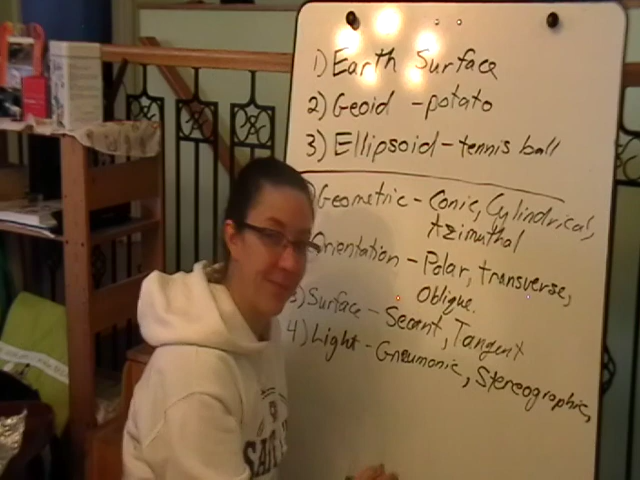 1) Earth Surface
2) Geoid - potato
3) Ellipsoid - tennis ball
) Geometric - Conic, Cylindrical,
Azimuthal
Orientation - Polar, transverse,
Oblique.
3) Surface - Secant, Tangent
4) Light - Gneumonic, Stereographic,
SAI